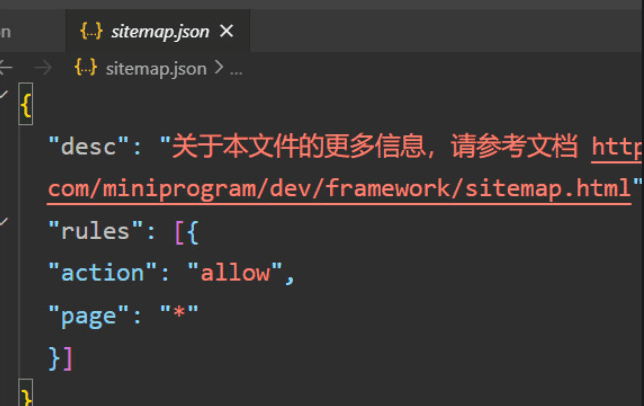 n {...} sitemap.json ×
← → {...} sitemap.json > ...
{
"desc": "关于本文件的更多信息，请参考文档 http
com/miniprogram/dev/framework/sitemap.html"
"rules": [{
"action": "allow",
"page": "*"
}]
}